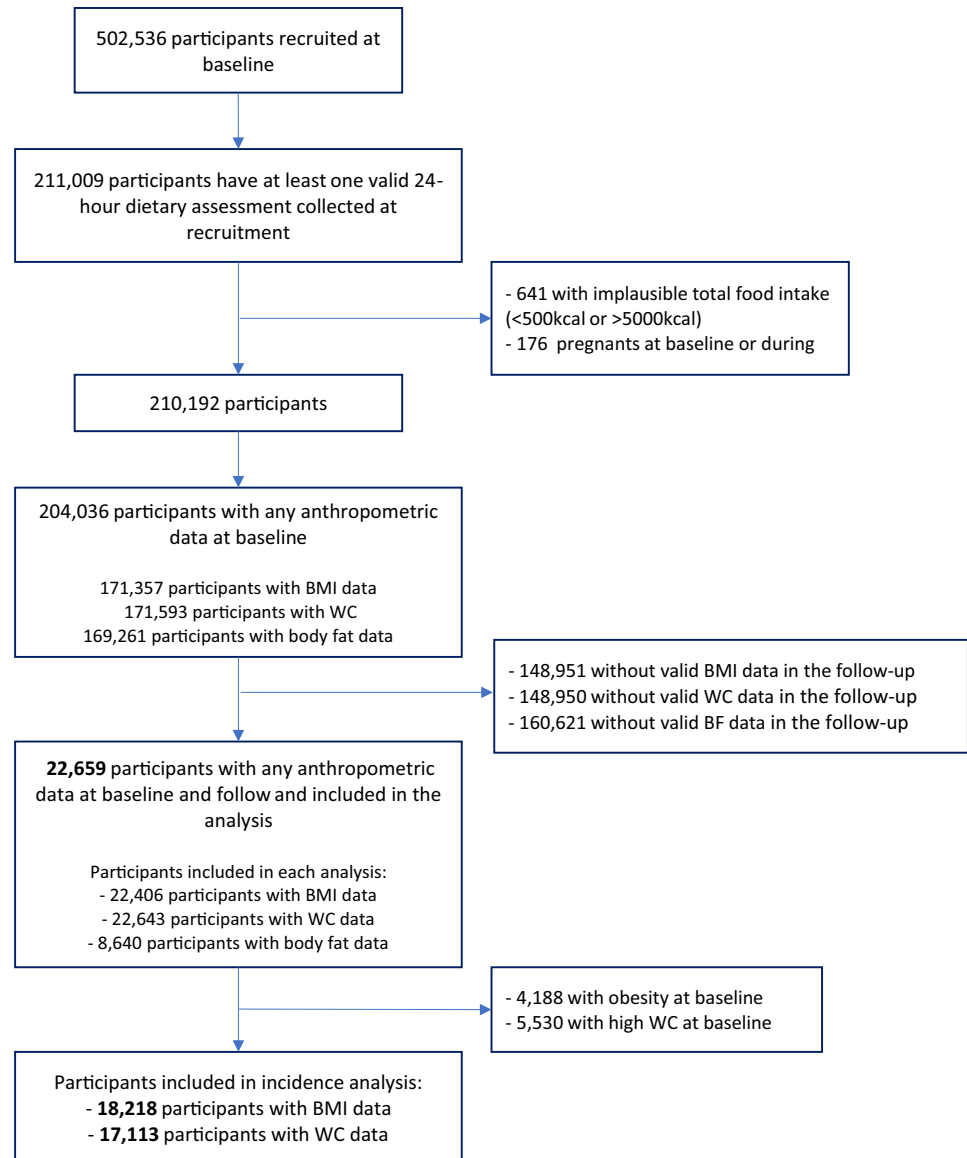 502,536 participants recruited at
baseline
211,009 participants have at least one valid 24-
hour dietary assessment collected at
recruitment
- 641 with implausible total food intake
(<500kcal or >5000kcal)
- 176 pregnants at baseline or during
210,192 participants
204,036 participants with any anthropometric
data at baseline
171,357 participants with BMI data
171,593 participants with WC
169,261 participants with body fat data
- 148,951 without valid BMI data in the follow-up
- 148,950 without valid WC data in the follow-up
- 160,621 without valid BF data in the follow-up
22,659 participants with any anthropometric
data at baseline and follow and included in the
analysis
Participants included in each analysis:
- 22,406 participants with BMI data
- 22,643 participants with WC data
- 8,640 participants with body fat data
- 4,188 with obesity at baseline
- 5,530 with high WC at baseline
Participants included in incidence analysis:
- 18,218 participants with BMI data
- 17,113 participants with WC data